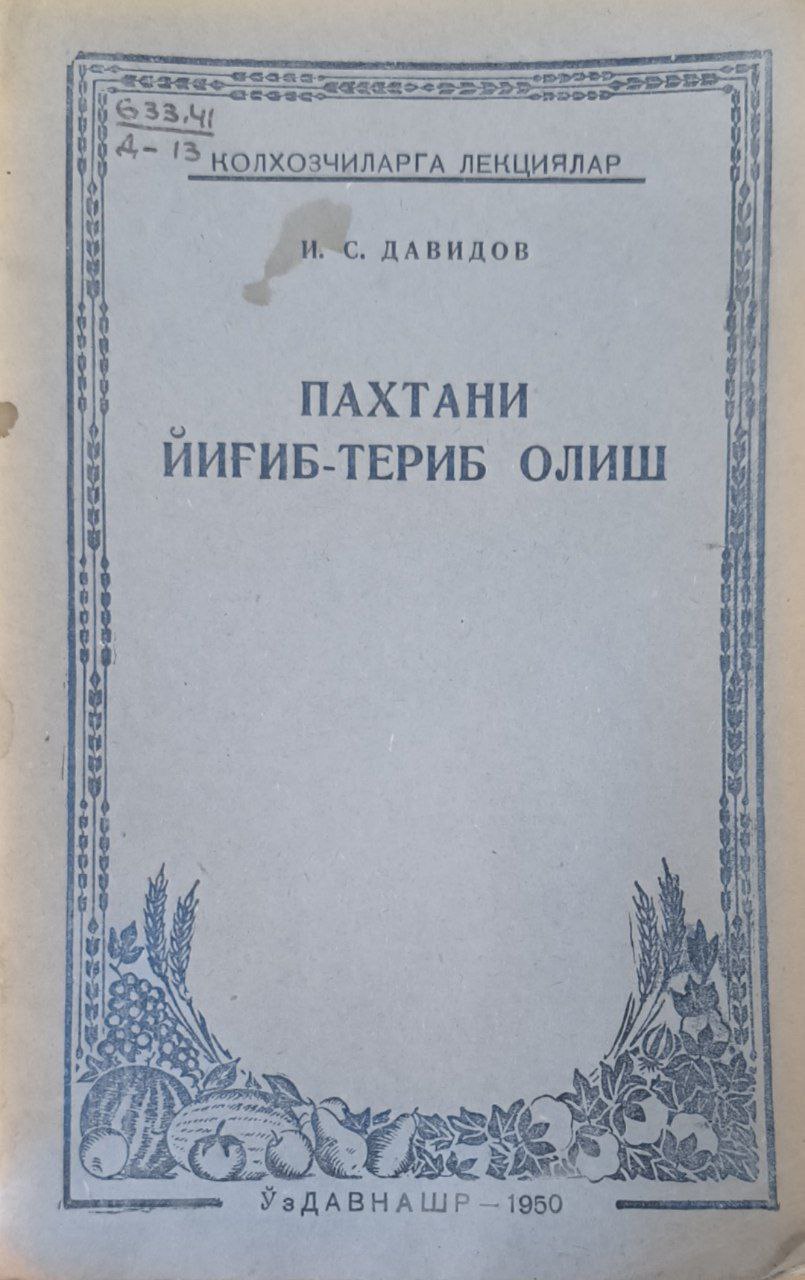 633.41
Д-13
КОЛХОЗЧИЛАРГА ЛЕКЦИЯЛАР
И. С. ДАВИДОВ
ПАХТАНИ
ЙИҒИБ-ТЕРИБ ОЛИШ
ЎзДАВНАШР — 1950